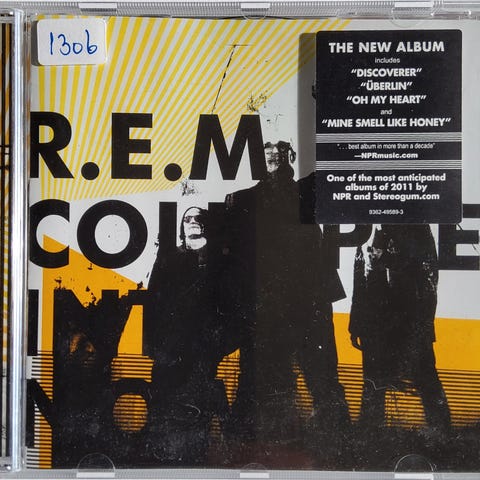 1306
THE NEW ALBUM
includes
“DISCOVERER”
“ÜBERLIN”
“OH MY HEART”
and
“MINE SMELL LIKE HONEY”
“. . . best album in more than a decade”
—NPRmusic.com
One of the most anticipated
albums of 2011 by
NPR and Stereogum.com
9362-49589-3
R.E.M